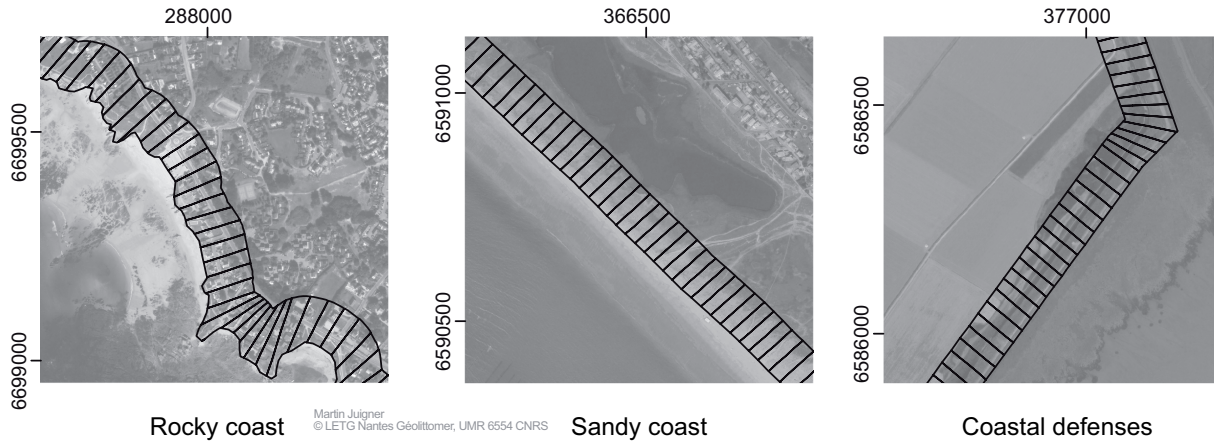 288000
366500
377000
6699500
6699000
6591000
6590500
6586500
6586000
Rocky coast
Martin Juigner
© LETG Nantes Géolittomer, UMR 6554 CNRS
Sandy coast
Coastal defenses